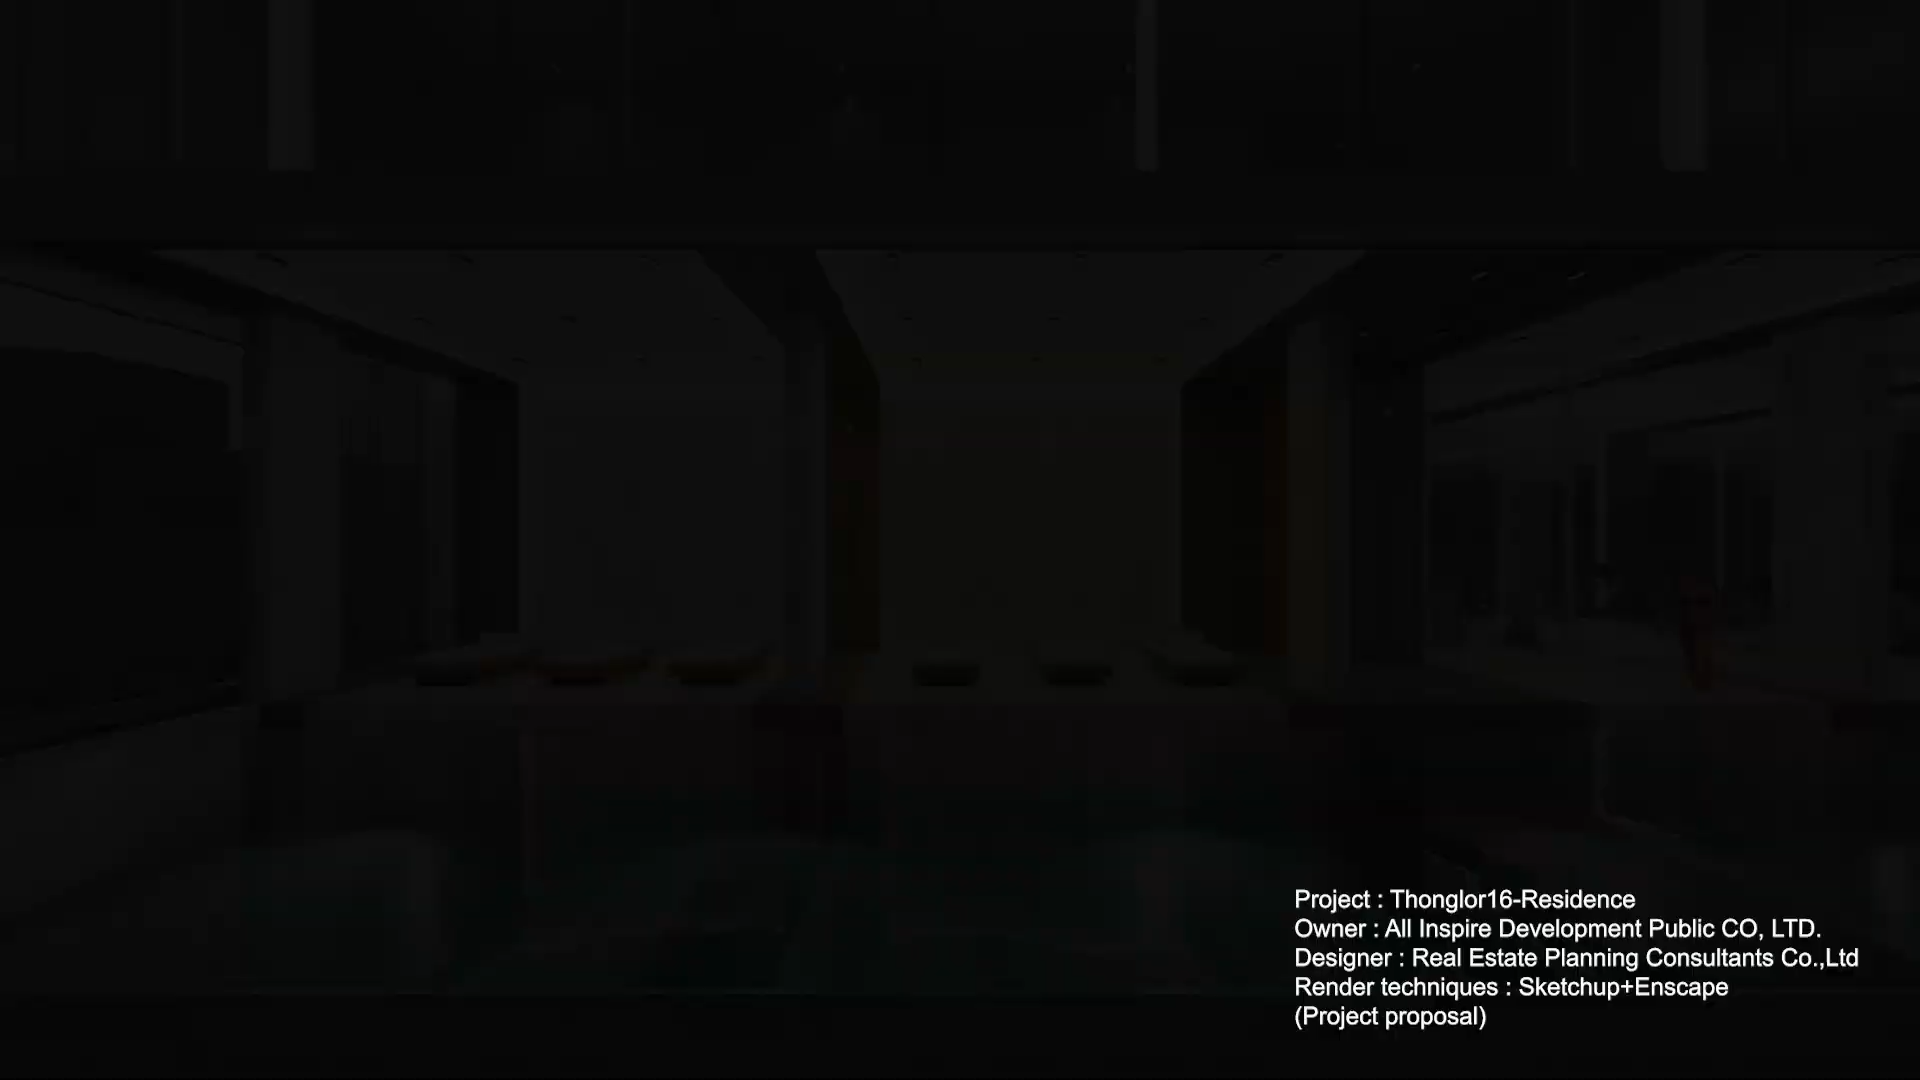 Project : Thonglor16-Residence
Owner : All Inspire Development Public CO, LTD.
Designer : Real Estate Planning Consultants Co.,Ltd
Render techniques : Sketchup+Enscape
(Project proposal)